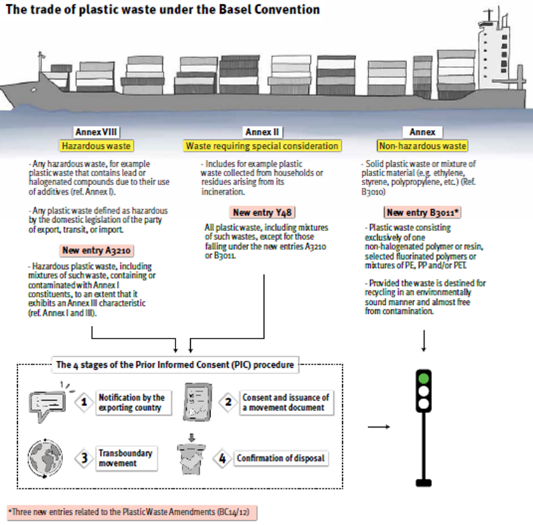 The trade of plastic waste under the Basel Convention
Annex VIII
Hazardous waste
- Any hazardous waste, for example
plastic waste that contains lead or
halogenated compounds due to their use
of additives (ref. Annex I).
- Any plastic waste defined as hazardous
by the domestic legislation of the party
of export, transit, or import.
New entry A3210
- Hazardous plastic waste, including
mixtures of such waste, containing or
contaminated with Annex I
constituents, to an extent that it
exhibits an Annex III characteristic
(ref. Annex I and III).
Annex II
Waste requiring special consideration
- Includes for example plastic
waste collected from households or
residues arising from its
incineration.
New entry Y48
All plastic waste, including mixtures
of such wastes, except for those
falling under the new entries A3210
or B3011.
Annex
Non-hazardous waste
- Solid plastic waste or mixture of
plastic material (e.g. ethylene,
styrene, polypropylene, etc.) (Ref.
B3010)
New entry B3011*
- Plastic waste consisting
exclusively of one
non-halogenated polymer or resin,
selected fluorinated polymers or
mixtures of PE, PP and/or PET.
- Provided the waste is destined for
recycling in an environmentally
sound manner and almost free
from contamination.
The 4 stages of the Prior Informed Consent (PIC) procedure
1 Notification by the
exporting country
2 Consent and issuance of
a movement document
3 Transboundary
movement
4 Confirmation of disposal
*Three new entries related to the Plastic Waste Amendments (BC14/12)